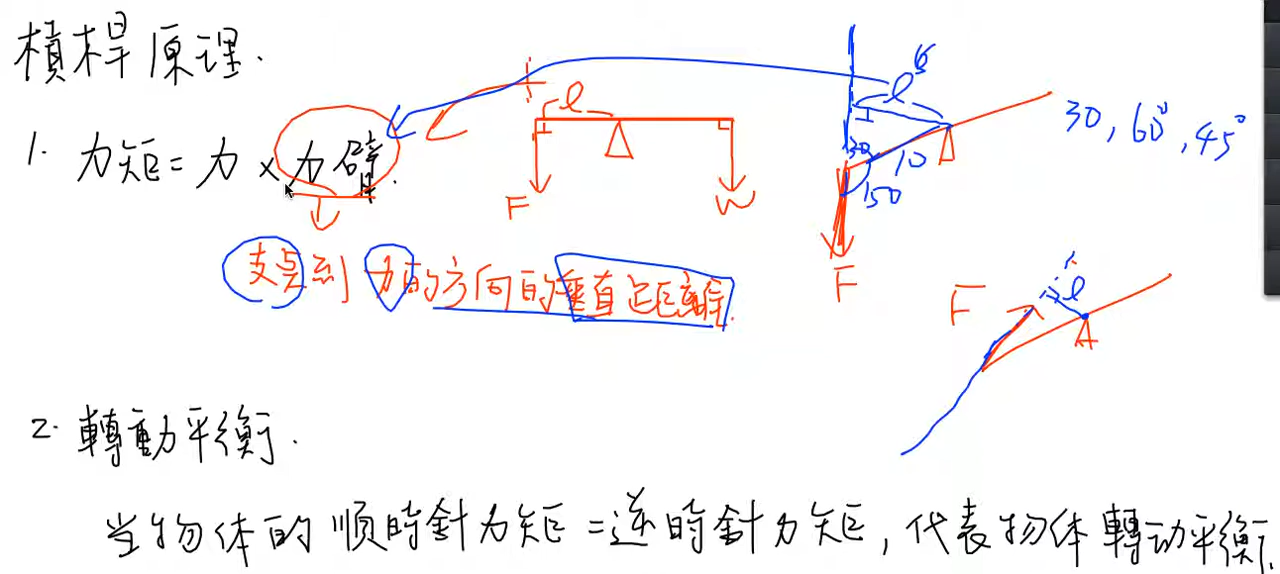 槓桿原理.
1. 力矩=力×力臂.
支点到力的方向的垂直距離.
ℓ
F
W
ℓ
30
10
150
F
30, 60°, 45°
F
ℓ
2. 轉動平衡.
当物体的順時針力矩=逆時針力矩, 代表物体轉动平衡.